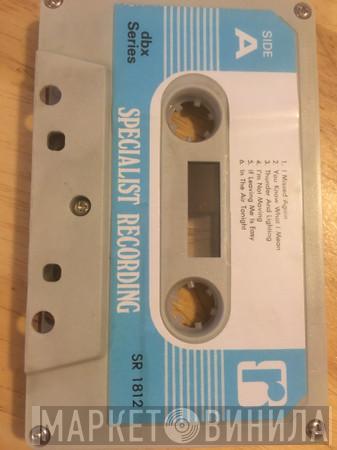 SIDE
A
dbx
Series
SPECIALIST RECORDING
SR 1812
1. I Missed Again
2. You Know What I Mean
3. Thunder And Lighting
4. I'm Not Moving
5. If Leaving Me Is Easy
6. In The Air Tonight
r
МАРКЕТ ВИНИЛА